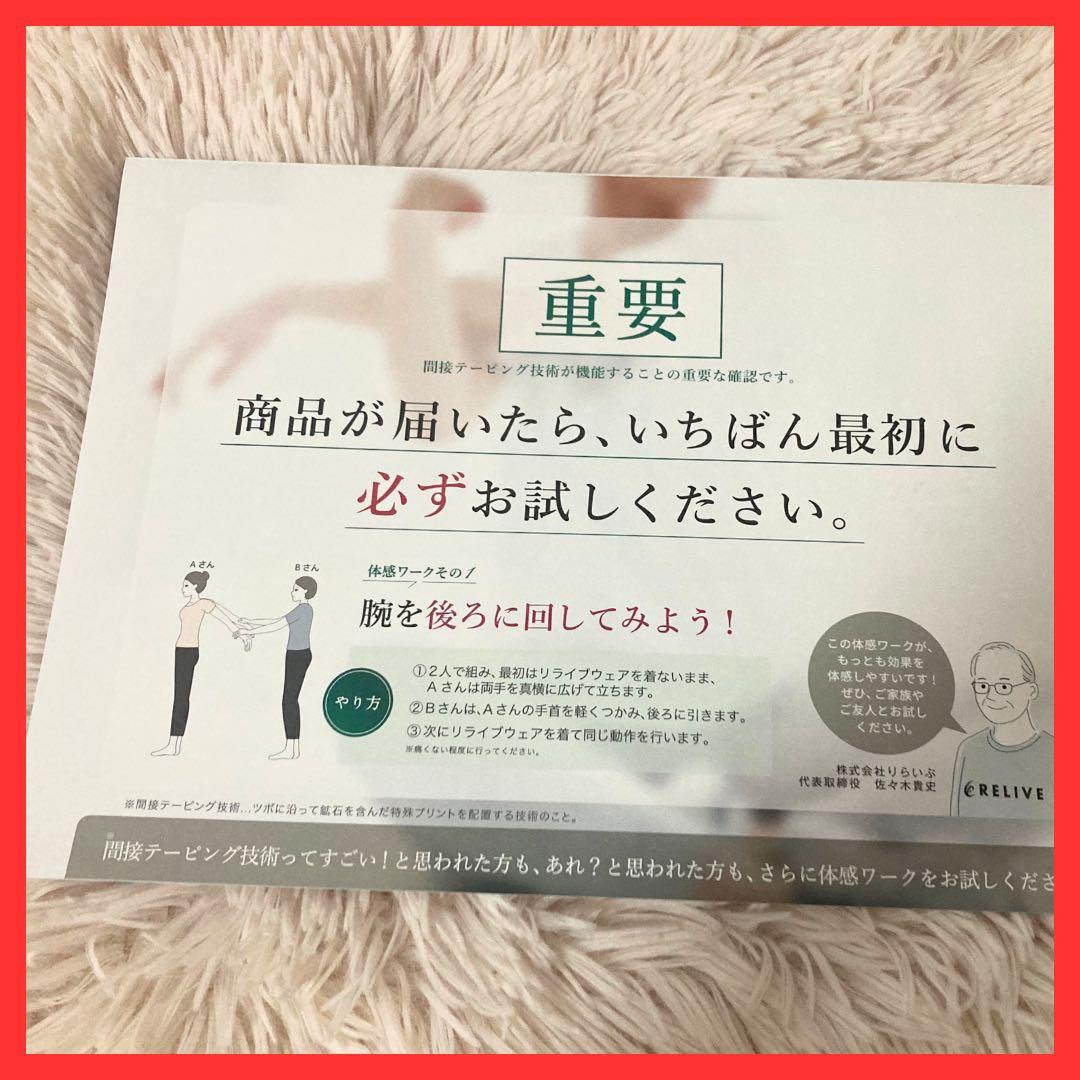 重要
間接テーピング技術が機能することの重要な確認です。
商品が届いたら、いちばん最初に
必ずお試しください。
Aさん
Bさん
体感ワークその1
腕を後ろに回してみよう！
やり方
①2人で組み、最初はリライブウェアを着ないまま、
Aさんは両手を真横に広げて立ちます。
②Bさんは、Aさんの手首を軽くつかみ、後ろに引きます。
③次にリライブウェアを着て同じ動作を行います。
※痛くない程度に行ってください。
この体感ワークが、
もっとも効果を
体感しやすいです！
ぜひ、ご家族や
ご友人とお試し
ください。
株式会社りらいぶ
代表取締役 佐々木貴史
RELIVE
※間接テーピング技術…ツボに沿って鉱石を含んだ特殊プリントを配置する技術のこと。
※間接テーピング技術ってすごい！と思われた方も、あれ？と思われた方も、さらに体感ワークをお試しくださ